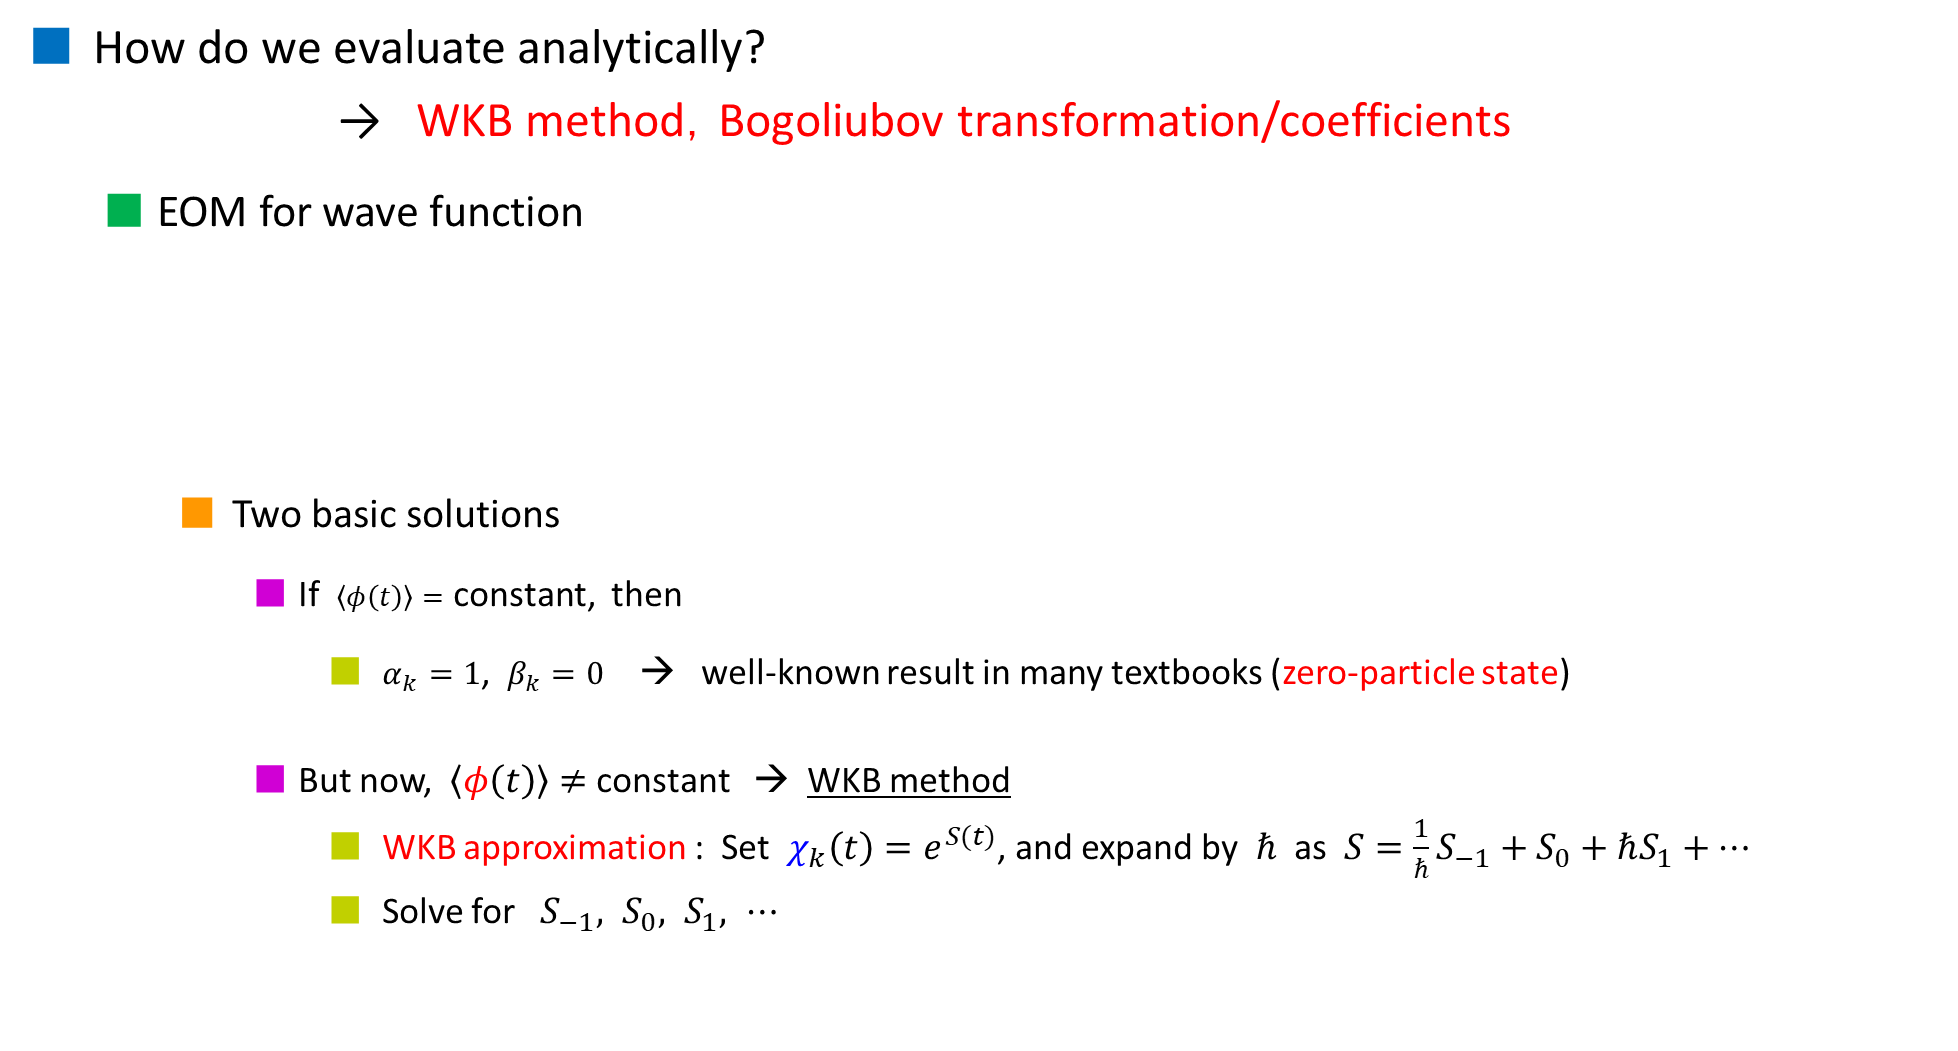 How do we evaluate analytically?
→ WKB method, Bogoliubov transformation/coefficients
EOM for wave function
Two basic solutions
If ⟨ϕ(t)⟩ = constant, then
α_k = 1, β_k = 0 → well-known result in many textbooks (zero-particle state)
But now, ⟨ϕ(t)⟩ ≠ constant → WKB method
WKB approximation : Set χ_k(t) = e^{S(t)}, and expand by ℏ as S = \frac{1}{ℏ}S_{-1} + S_0 + ℏS_1 + ⋯
Solve for S_{-1}, S_0, S_1, ⋯